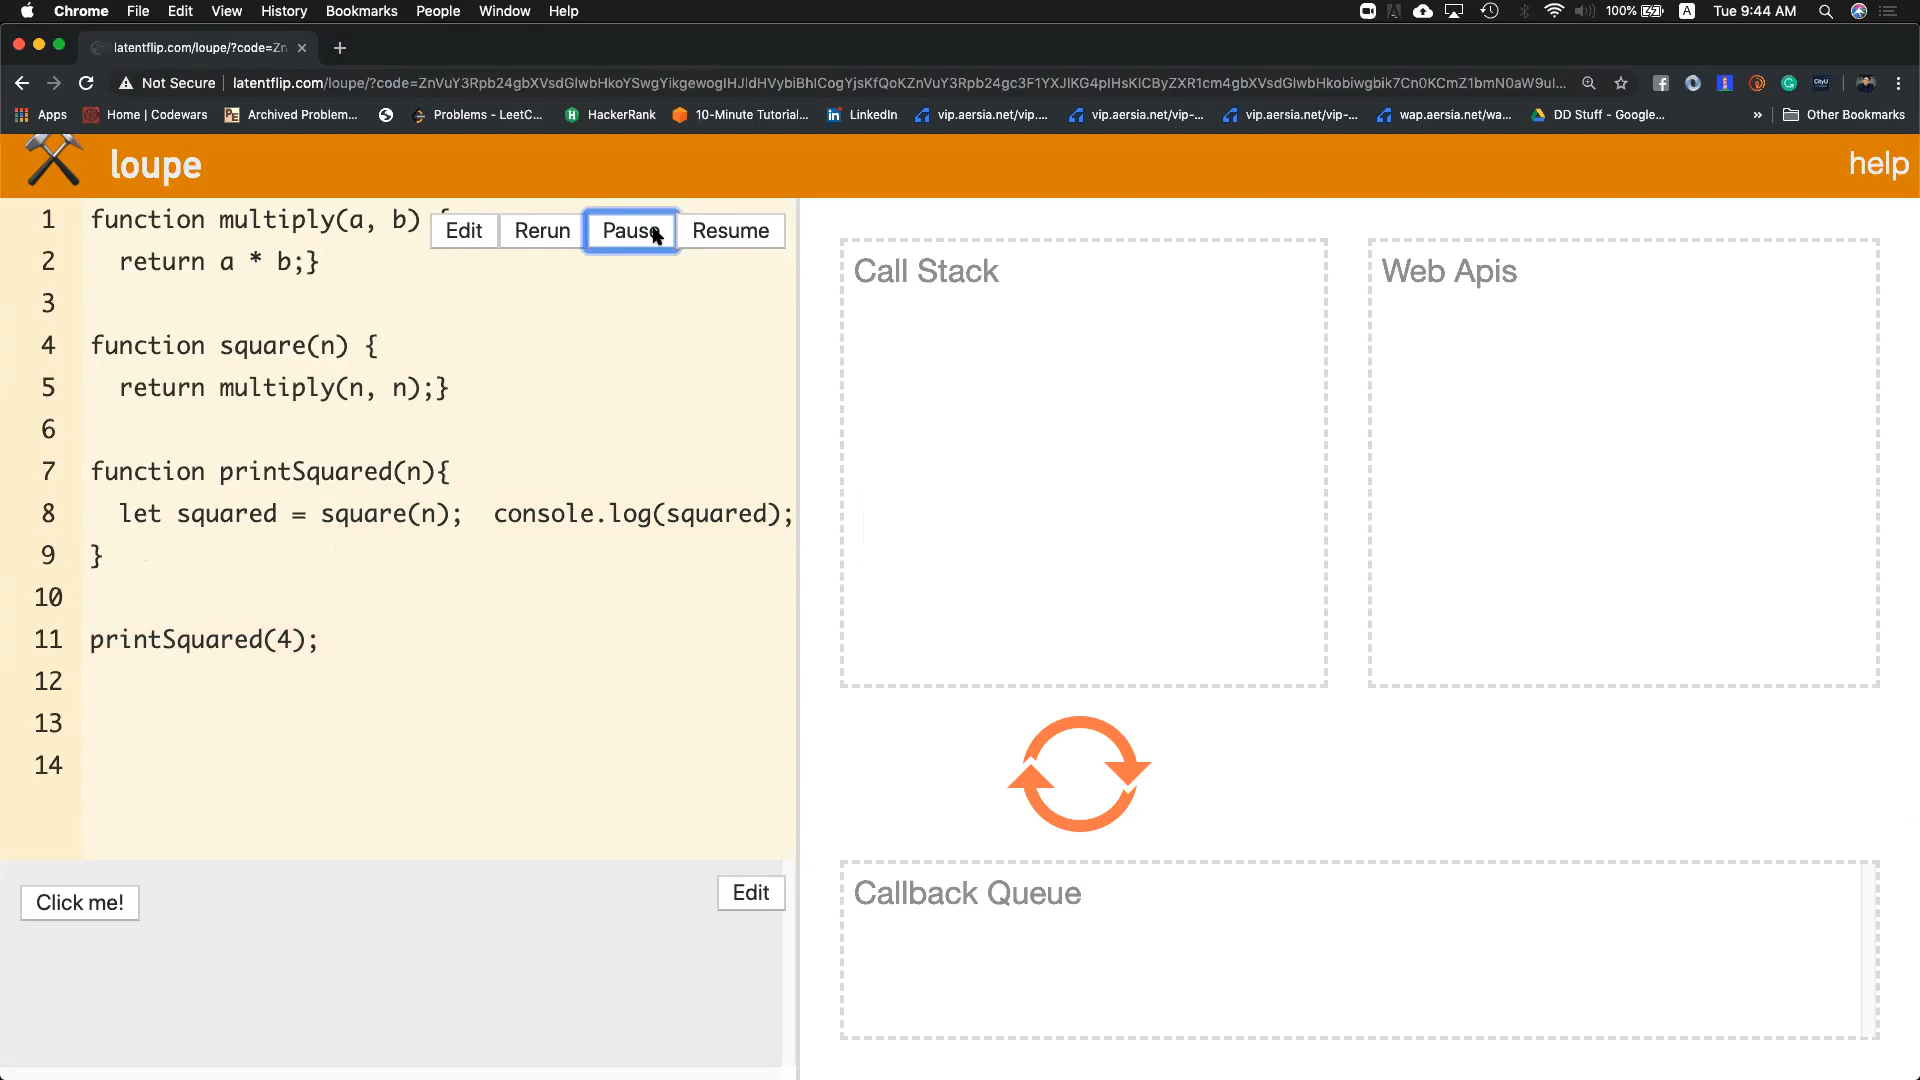 Chrome File Edit View History Bookmarks People Window Help 100% A Tue 9:44 AM
latentflip.com/loupe/?code=Zn
Not Secure latentflip.com/loupe/?code=
Apps Home | Codewars Archived Problem... Problems - LeetC... HackerRank 10-Minute Tutorial... LinkedIn vip.aersia.net/vip.... vip.aersia.net/vip-... vip.aersia.net/vip-... wap.aersia.net/wa... DD Stuff - Google... » Other Bookmarks
loupe
help
Edit Rerun Pause Resume
1 function multiply(a, b) {
2 return a * b;}
3
4 function square(n) {
5 return multiply(n, n);}
6
7 function printSquared(n){
8 let squared = square(n); console.log(squared);
9 }
10
11 printSquared(4);
12
13
14
Click me!
Edit
Call Stack
Web Apis
Callback Queue